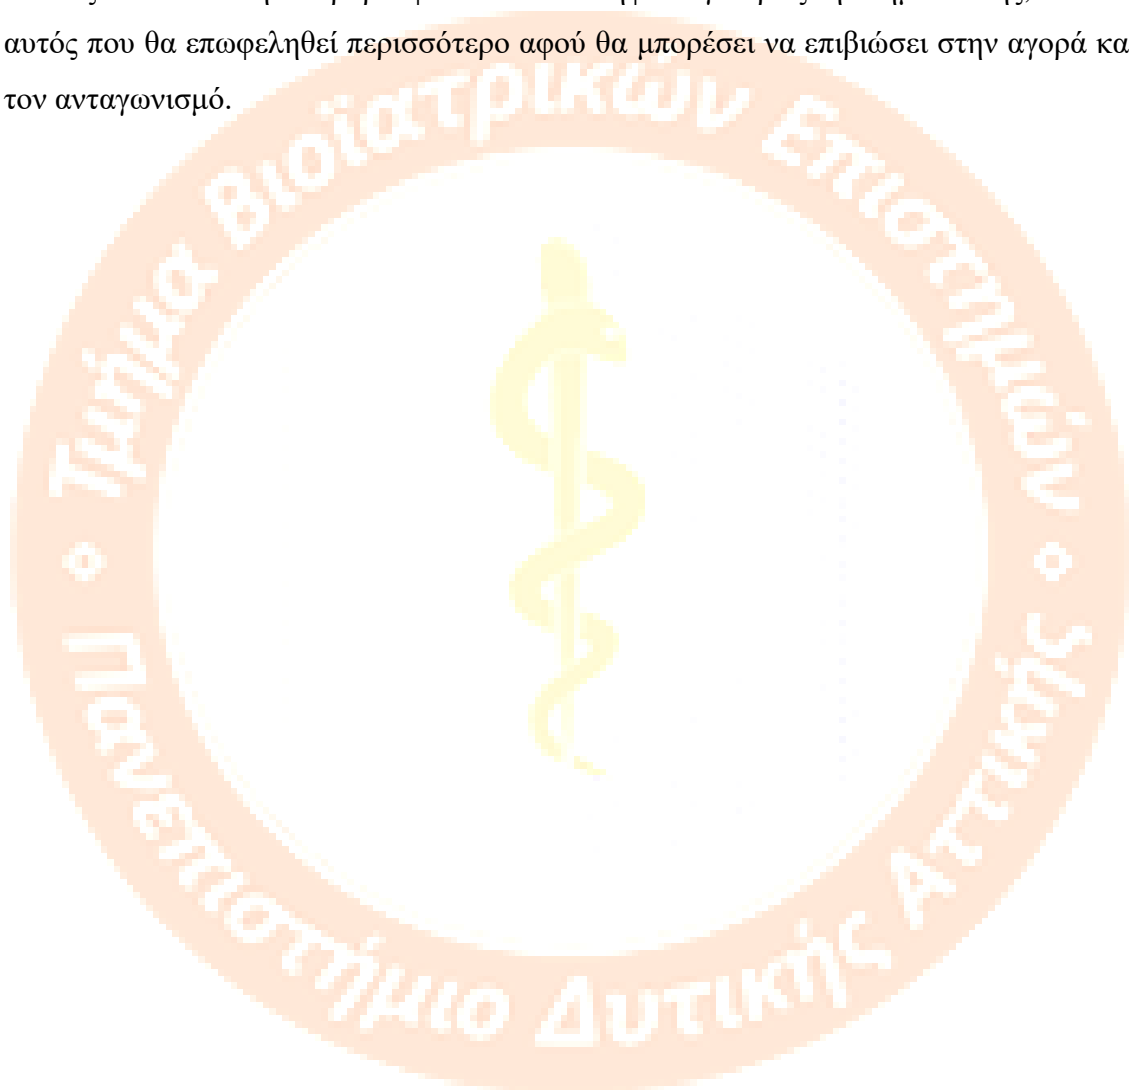 αυτός που θα επωφεληθεί περισσότερο αφού θα μπορέσει να επιβιώσει στην αγορά κα
τον ανταγωνισμό.
Τμήμα Βιοϊατρικών Επιστημών
Πανεπιστήμιο Δυτικής Αττικής